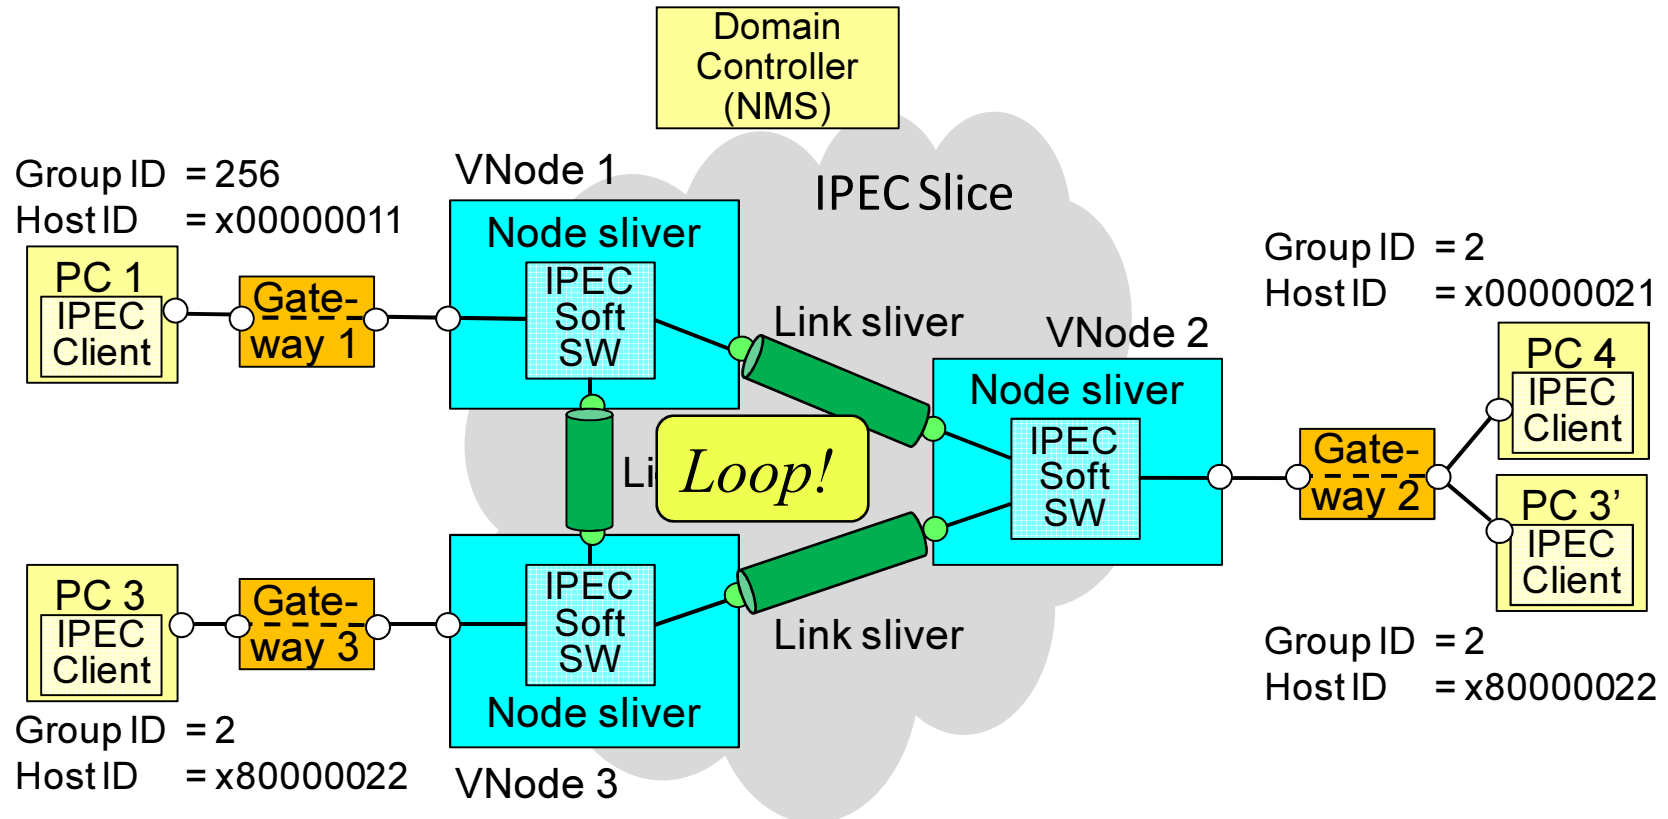 Domain
Controller
(NMS)
Group ID = 256
Host ID = x00000011
VNode 1
IPEC Slice
Node sliver
IPEC
Soft
SW
PC 1
IPEC
Client
Gate-
way 1
Link sliver
Group ID = 2
Host ID = x00000021
VNode 2
Node sliver
IPEC
Soft
SW
PC 4
IPEC
Client
Gate-
way 2
PC 3’
IPEC
Client
Group ID = 2
Host ID = x80000022
Loop!
Link sliver
PC 3
IPEC
Client
Gate-
way 3
IPEC
Soft
SW
Node sliver
VNode 3
Group ID = 2
Host ID = x80000022